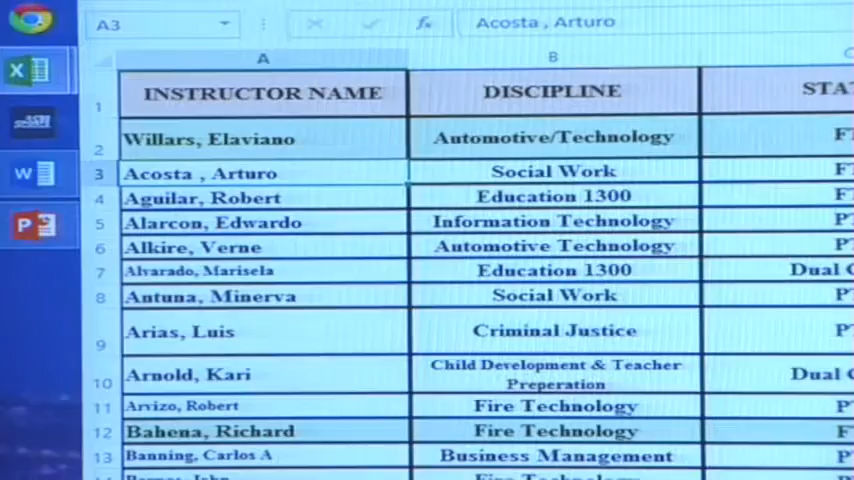 A3 fx Acosta , Arturo
A B
1 INSTRUCTOR NAME DISCIPLINE
2 Willars, Elaviano Automotive/Technology
3 Acosta , Arturo Social Work
4 Aguilar, Robert Education 1300
5 Alarcon, Edwardo Information Technology
6 Alkire, Verne Automotive Technology
7 Alvarado, Marisela Education 1300 Dual
8 Antuna, Minerva Social Work
9 Arias, Luis Criminal Justice
10 Arnold, Kari Child Development & Teacher Dual
Preparation
11 Arvizo, Robert Fire Technology
12 Bahena, Richard Fire Technology
13 Banning, Carlos A Business Management